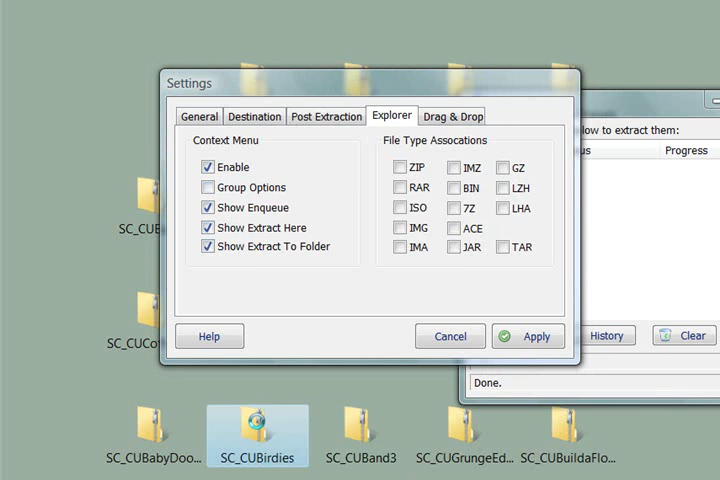 Settings
General Destination Post Extraction Explorer Drag & Drop
Context Menu
Enable
Group Options
Show Enqueue
Show Extract Here
Show Extract To Folder
File Type Assocations
ZIP IMZ GZ
RAR BIN LZH
ISO 7Z LHA
IMG ACE
IMA JAR TAR
Help Cancel Apply
low to extract them:
us Progress
History Clear
Done.
SC_CUBabyDoo... SC_CUBirdies SC_CUBand3 SC_CUGrungeEd... SC_CUBuildaFlo...